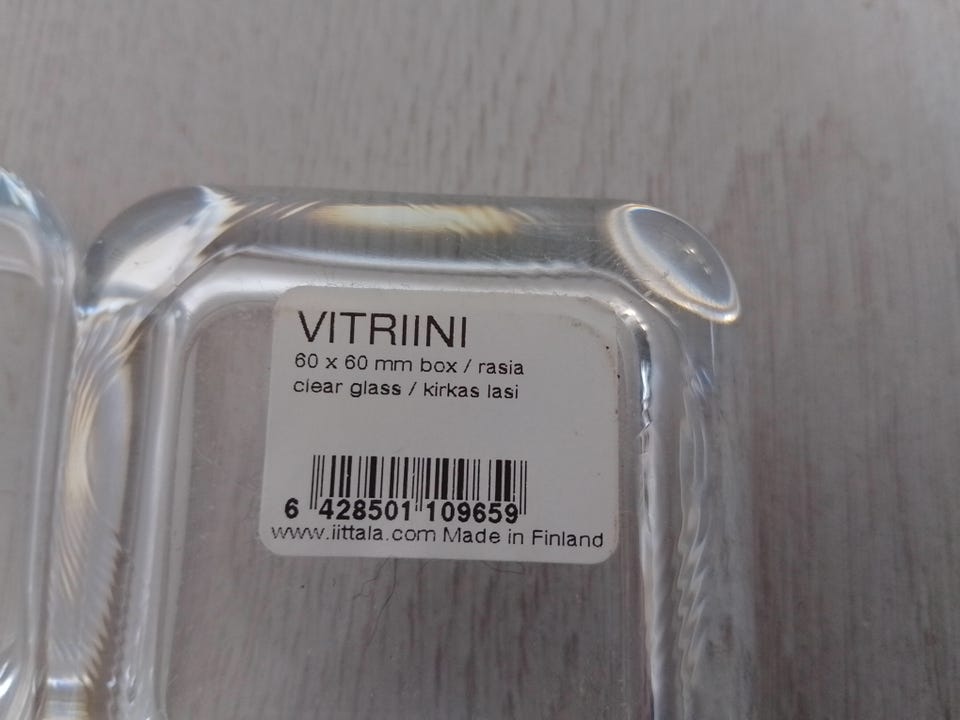 VITRIINI
60 x 60 mm box / rasia
clear glass / kirkas lasi
6 428501 109659
www.iittala.com Made in Finland